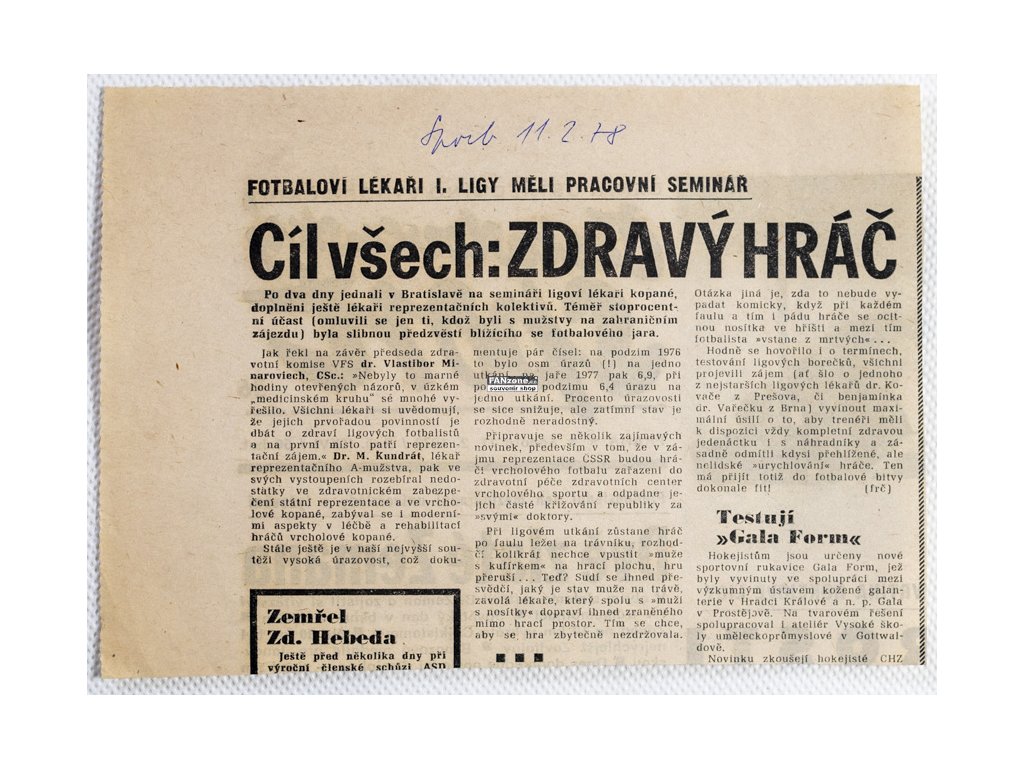 Sport 11.2.78
FOTBALOVÍ LÉKAŘI I. LIGY MĚLI PRACOVNÍ SEMINÁŘ
Cíl všech: ZDRAVÝ HRÁČ
Po dva dny jednali v Bratislavě na semináři ligoví lékaři kopané,
doplněni ještě lékaři reprezentačních kolektivů. Téměř stoprocent-
ní účast (omluvili se jen ti, kdož byli s mužstvy na zahraničním
zájezdu) byla slibnou předzvěstí blížícího se fotbalového jara.
Jak řekl na závěr předseda zdra-
votní komise VFS dr. Vlastibor Mi-
naroviech, CSc.: »Nebyly to marné
hodiny otevřených názorů, v úzkém
„medicinském kruhu“ se mnohé vy-
řešilo. Všichni lékaři si uvědomují,
že jejich prvořadou povinností je
dbát o zdraví ligových fotbalistů
a na první místo patří reprezenta-
tační zájem.« Dr. M. Kundrát, lékař
reprezentačního A-mužstva, pak ve
svých vystoupeních rozebíral nedo-
statky ve zdravotnickém zabezpe-
čení státní reprezentace a ve vrcho-
lové kopané, zabýval se i moderní-
mi aspekty v léčbě a rehabilitaci
hráčů vrcholové kopané.
Stále ještě je v naší nejvyšší sou-
těži vysoká úrazovost, což doku-
mentuje pár čísel: na podzim 1976
to bylo osm úrazů (!) na jedno
utkání, na jaře 1977 pak 6,9, při
podzimu 6,4 úrazu na
jedno utkání. Procento úrazovosti
se sice snižuje, ale zatímní stav je
rozhodně neradostný.
Připravuje se několik zajímavých
novinek, především v tom, že v zá-
jmu reprezentace ČSSR budou hrá-
či vrcholového fotbalu zařazeni do
zdravotní péče zdravotních center
vrcholového sportu a odpadne je-
jich časté křižování republiky za
»svými« doktory.
Při ligovém utkání zůstane hráč
po faulu ležet na trávníku, rozhod-
čí kolikrát nechce vpustit »muže
s kufírkem« na hrací plochu, hru
přeruší... Teď? Sudí se ihned pře-
svědčí, jaký je stav muže na trávě,
zavolá lékaře, který spolu s »muži
s nosítky« dopraví ihned zraněného
mimo hrací prostor. Tím se chce,
aby se hra zbytečně nezdržovala.
Otázka jiná je, zda to nebude vy-
padat komicky, když při každém
faulu a tím i pádu hráče se ocit-
nou nosítka ve hřišti a mezi tím
fotbalista »vstane z mrtvých«...
Hodně se hovořilo i o termínech,
testování ligových borečků, všichni
projevili zájem (ať šlo o jednoho
z nejstarších ligových lékařů dr. Ko-
vače z Prešova, či benjamínka
dr. Vařečku z Brna) vyvinout maxi-
mální úsilí o to, aby trenéři měli
k dispozici vždy kompletní zdravou
jedenáctku i s náhradníky a zá-
sadně odmítli kdysi přehlížené, ale
nelidské »urychlování« hráče. Ten
má přijít totiž do fotbalové bitvy
dokonale fit! (frč)
Testují
»Gala Form«
Hokejistům jsou určeny nové
sportovní rukavice Gala Form, jež
byly vyvinuty ve spolupráci mezi
výzkumným ústavem kožené galan-
terie v Hradci Králové a n. p. Gala
v Prostějově. Na tvarovém řešení
spolupracoval i ateliér Vysoké ško-
ly uměleckoprůmyslové v Gottwal-
dově.
Novinku zkoušejí hokejisté CHZ
Zemřel
Zd. Hebeda
Ještě před několika dny při
výroční členské schůzi ASD
FANzone.cz
souvenir shop